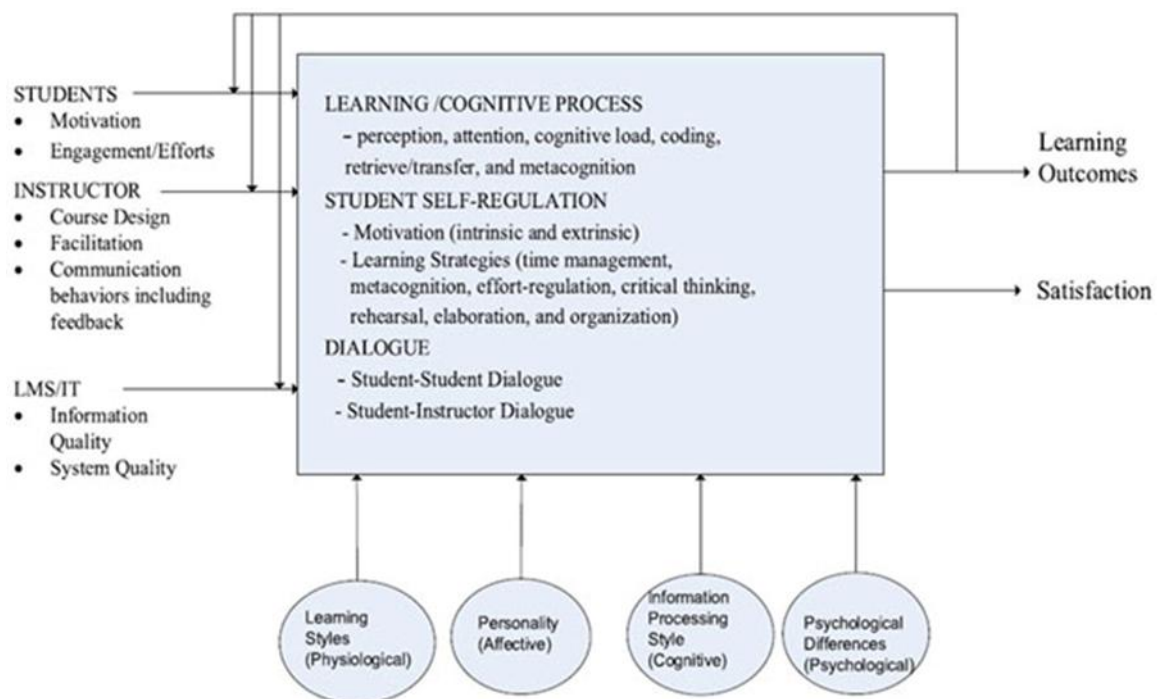 STUDENTS
• Motivation
• Engagement/Efforts
INSTRUCTOR
• Course Design
• Facilitation
• Communication
behaviors including
feedback
LMS/IT
• Information
Quality
• System Quality
LEARNING /COGNITIVE PROCESS
– perception, attention, cognitive load, coding,
retrieve/transfer, and metacognition
STUDENT SELF-REGULATION
- Motivation (intrinsic and extrinsic)
- Learning Strategies (time management,
metacognition, effort-regulation, critical thinking,
rehearsal, elaboration, and organization)
DIALOGUE
- Student-Student Dialogue
- Student-Instructor Dialogue
Learning
Outcomes
Satisfaction
Learning
Styles
(Physiological)
Personality
(Affective)
Information
Processing
Style
(Cognitive)
Psychological
Differences
(Psychological)